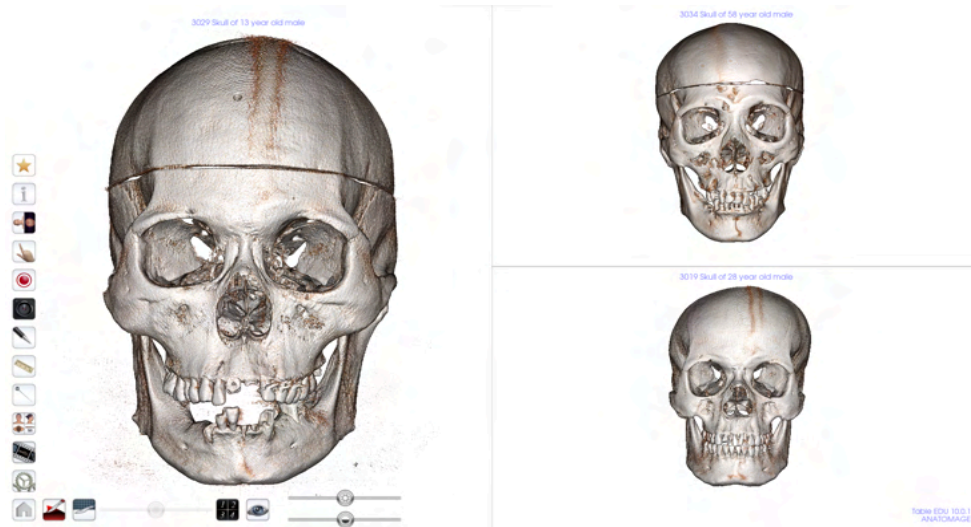 3029 Skull of 13 year old male
3034 Skull of 58 year old male
3019 Skull of 28 year old male
Table EDU 10.0.1
ANATOMAGE